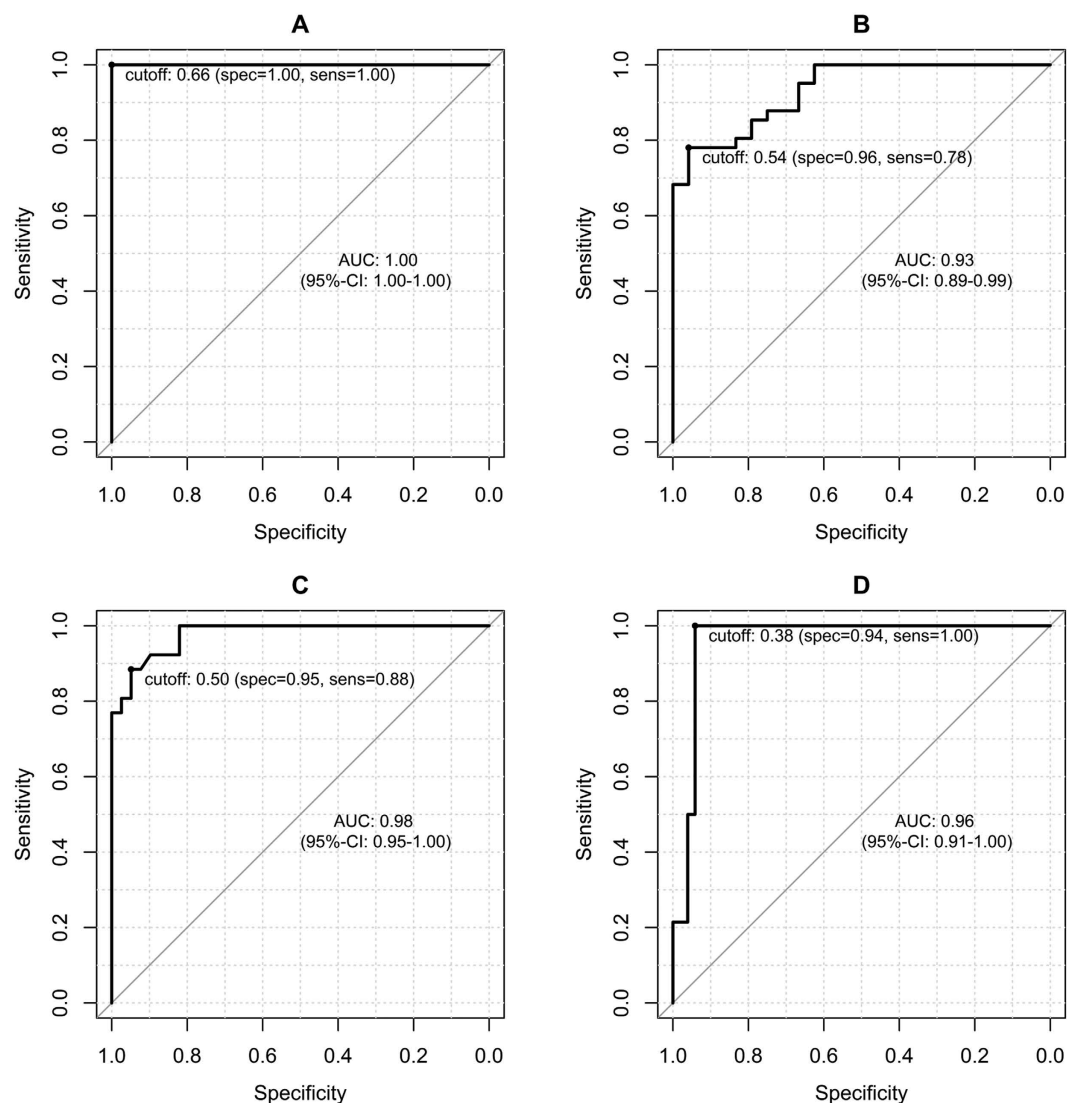 A
1.0
0.8
0.6
0.4
0.2
0.0
Sensitivity
cutoff: 0.66 (spec=1.00, sens=1.00)
AUC: 1.00
(95%-CI: 1.00-1.00)
1.0 0.8 0.6 0.4 0.2 0.0
Specificity
B
1.0
0.8
0.6
0.4
0.2
0.0
Sensitivity
cutoff: 0.54 (spec=0.96, sens=0.78)
AUC: 0.93
(95%-CI: 0.89-0.99)
1.0 0.8 0.6 0.4 0.2 0.0
Specificity
C
1.0
0.8
0.6
0.4
0.2
0.0
Sensitivity
cutoff: 0.50 (spec=0.95, sens=0.88)
AUC: 0.98
(95%-CI: 0.95-1.00)
1.0 0.8 0.6 0.4 0.2 0.0
Specificity
D
1.0
0.8
0.6
0.4
0.2
0.0
Sensitivity
cutoff: 0.38 (spec=0.94, sens=1.00)
AUC: 0.96
(95%-CI: 0.91-1.00)
1.0 0.8 0.6 0.4 0.2 0.0
Specificity